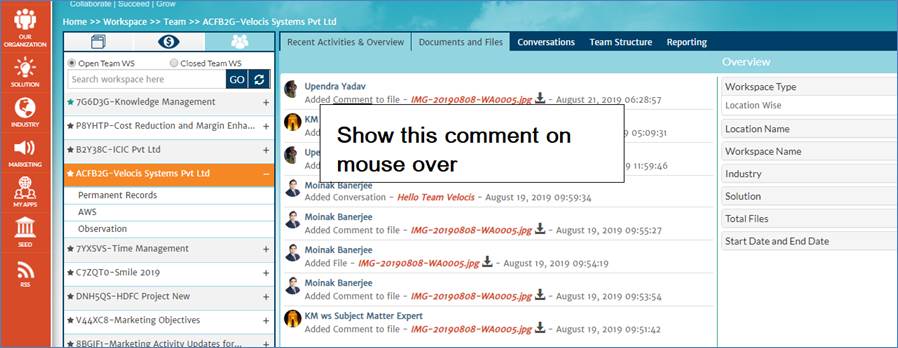 Collaborate | Succeed | Grow
Home >> Workspace >> Team >> ACFB2G-Velocis Systems Pvt Ltd
OUR ORGANIZATION
SOLUTION
INDUSTRY
MARKETING
MY APPS
SEED
RSS
Open Team WS Closed Team WS
Search workspace here GO
7G6D3G-Knowledge Management +
P8YHTP-Cost Reduction and Margin Enha... +
B2Y38C-ICIC Pvt Ltd +
ACFB2G-Velocis Systems Pvt Ltd −
Permanent Records
AWS
Observation
7YXSVS-Time Management +
C7ZQT0-Smile 2019 +
DNH5QS-HDFC Project New +
V44XC8-Marketing Objectives +
8BGIF1-Marketing Activity Updates for... +
Recent Activities & Overview Documents and Files Conversations Team Structure Reporting
Upendra Yadav
Added Comment to file - IMG-20190808-WA0005.jpg - August 21, 2019 06:28:57
KM
05:09:31
Upe
11:59:46
Show this comment on
mouse over
Moinak Banerjee
Added Conversation - Hello Team Velocis - August 19, 2019 09:59:34
Moinak Banerjee
Added Comment to file - IMG-20190808-WA0005.jpg - August 19, 2019 09:55:27
Moinak Banerjee
Added File - IMG-20190808-WA0005.jpg - August 19, 2019 09:54:19
Moinak Banerjee
Added Comment to file - IMG-20190808-WA0005.jpg - August 19, 2019 09:53:54
KM ws Subject Matter Expert
Added Comment to file - IMG-20190808-WA0005.jpg - August 19, 2019 09:51:42
Overview
Workspace Type
Location Wise
Location Name
Workspace Name
Industry
Solution
Total Files
Start Date and End Date